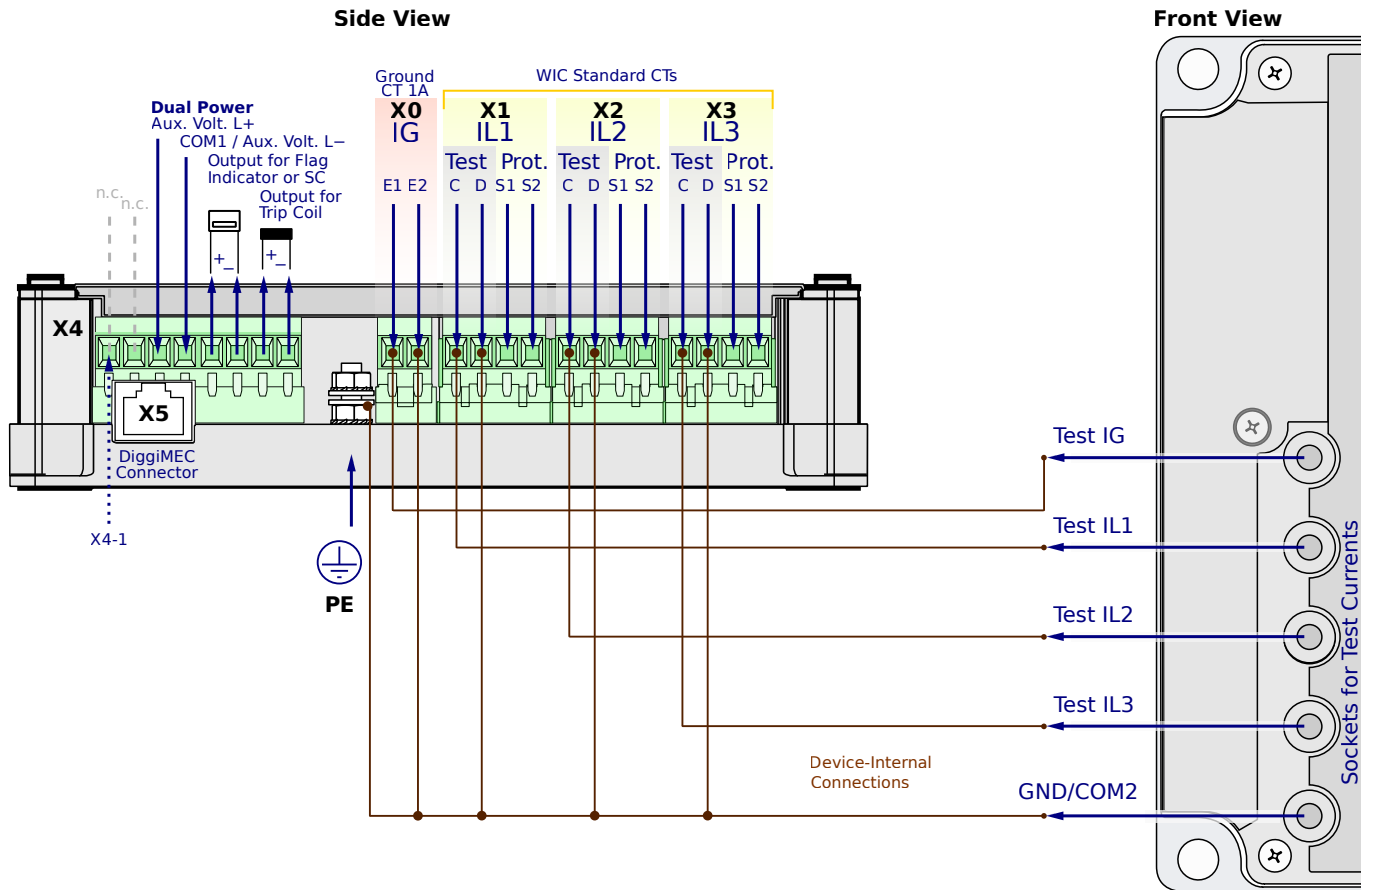 Side View
Front View
Ground
CT 1A
WIC Standard CTs
Dual Power
Aux. Volt. L+
COM1 / Aux. Volt. L−
Output for Flag
Indicator or SC
Output for
Trip Coil
n.c.
n.c.
+
−
+
−
X0
IG
E1 E2
X1
IL1
Test Prot.
C D S1 S2
X2
IL2
Test Prot.
C D S1 S2
X3
IL3
Test Prot.
C D S1 S2
X4
X5
DiggiMEC
Connector
X4-1
PE
Test IG
Test IL1
Test IL2
Test IL3
GND/COM2
Device-Internal
Connections
Sockets for Test Currents